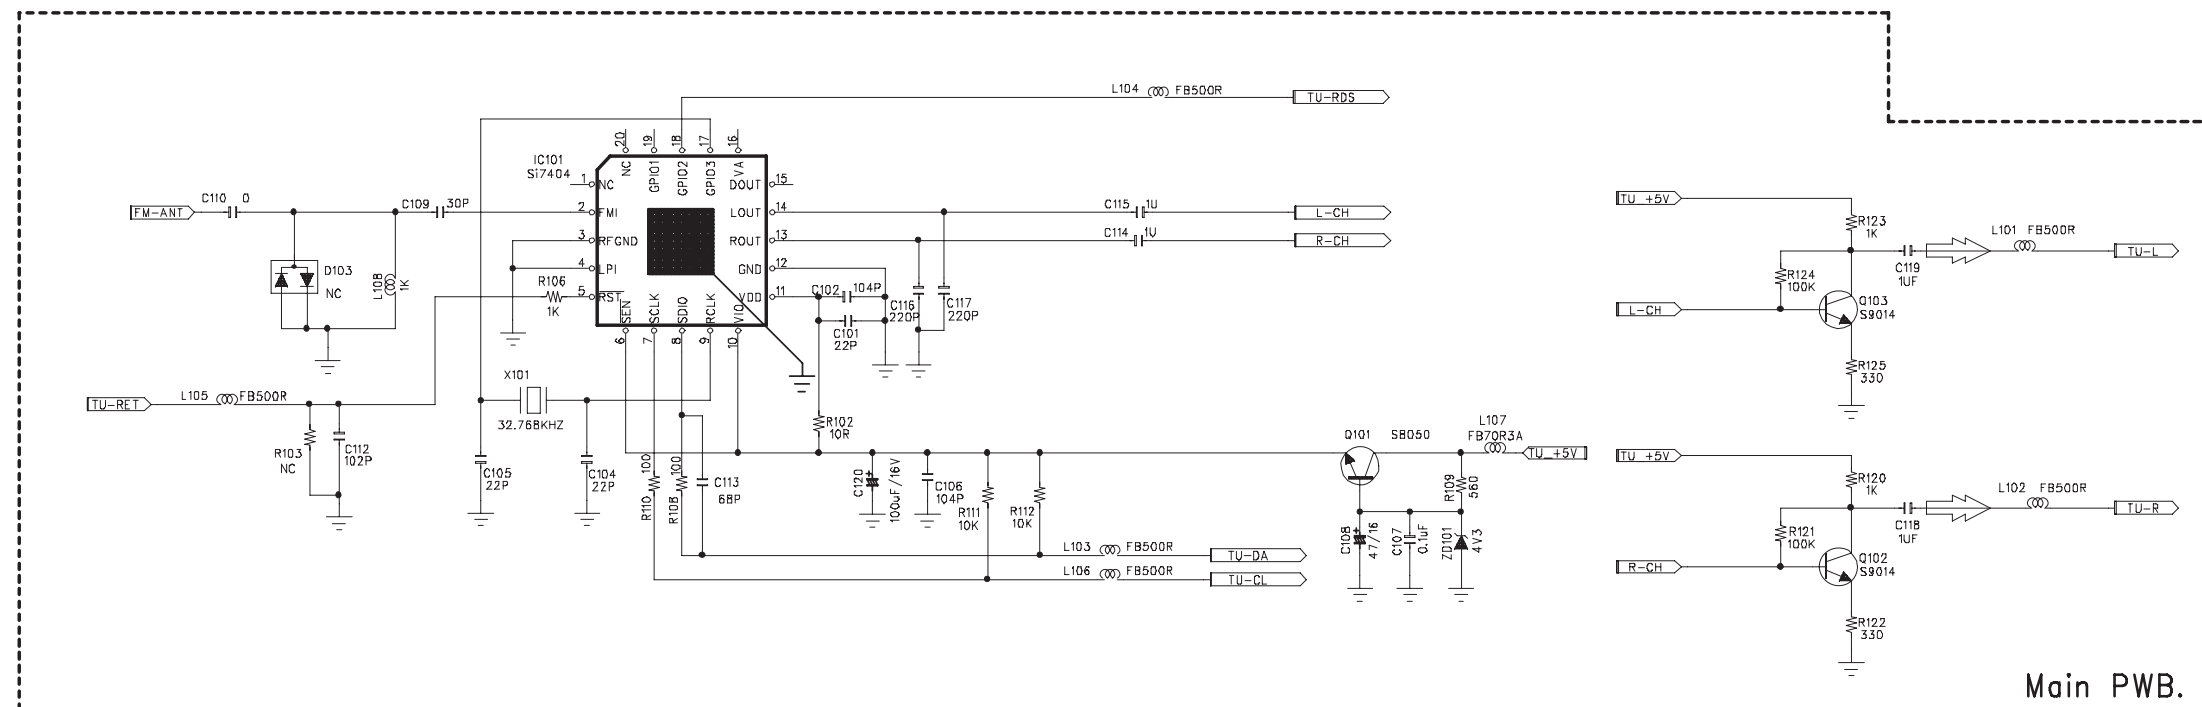 L104 FB500R
TU-RDS
20 19 18 17 16
IC101
Si7404
NC GPIO1 GPIO2 GPIO3 VA
1 NC
DOUT 15
C110 0
C109 30P
FM-ANT
2 FMI
LOUT 14
C115 1U
L-CH
3 RFGND
ROUT 13
C114 1U
R-CH
4 LPI
GND 12
5 RST
VDD 11
SEN SCLK SDIO RCLK VIO
6 7 8 9 10
D103
NC
L108
1K
R106
1K
C102 104P
C101
22P
C116
220P
C117
220P
TU-RET
L105 FB500R
X101
32.768KHZ
R103
NC
C112
102P
C105
22P
C104
22P
R110 100
R108 100
C113
68P
R102
10R
C120
100uF/16V
C106
104P
R111
10K
R112
10K
L103 FB500R
TU-DA
L106 FB500R
TU-CL
Q101 S8050
L107
FB70R3A
TU_+5V
R109
560
C108
47/16
C107
0.1uF
ZD101
4V3
TU_+5V
R123
1K
L101 FB500R
TU-L
C119
1UF
R124
100K
L-CH
Q103
S9014
R125
330
TU_+5V
R120
1K
L102 FB500R
TU-R
C118
1UF
R121
100K
R-CH
Q102
S9014
R122
330
Main PWB.